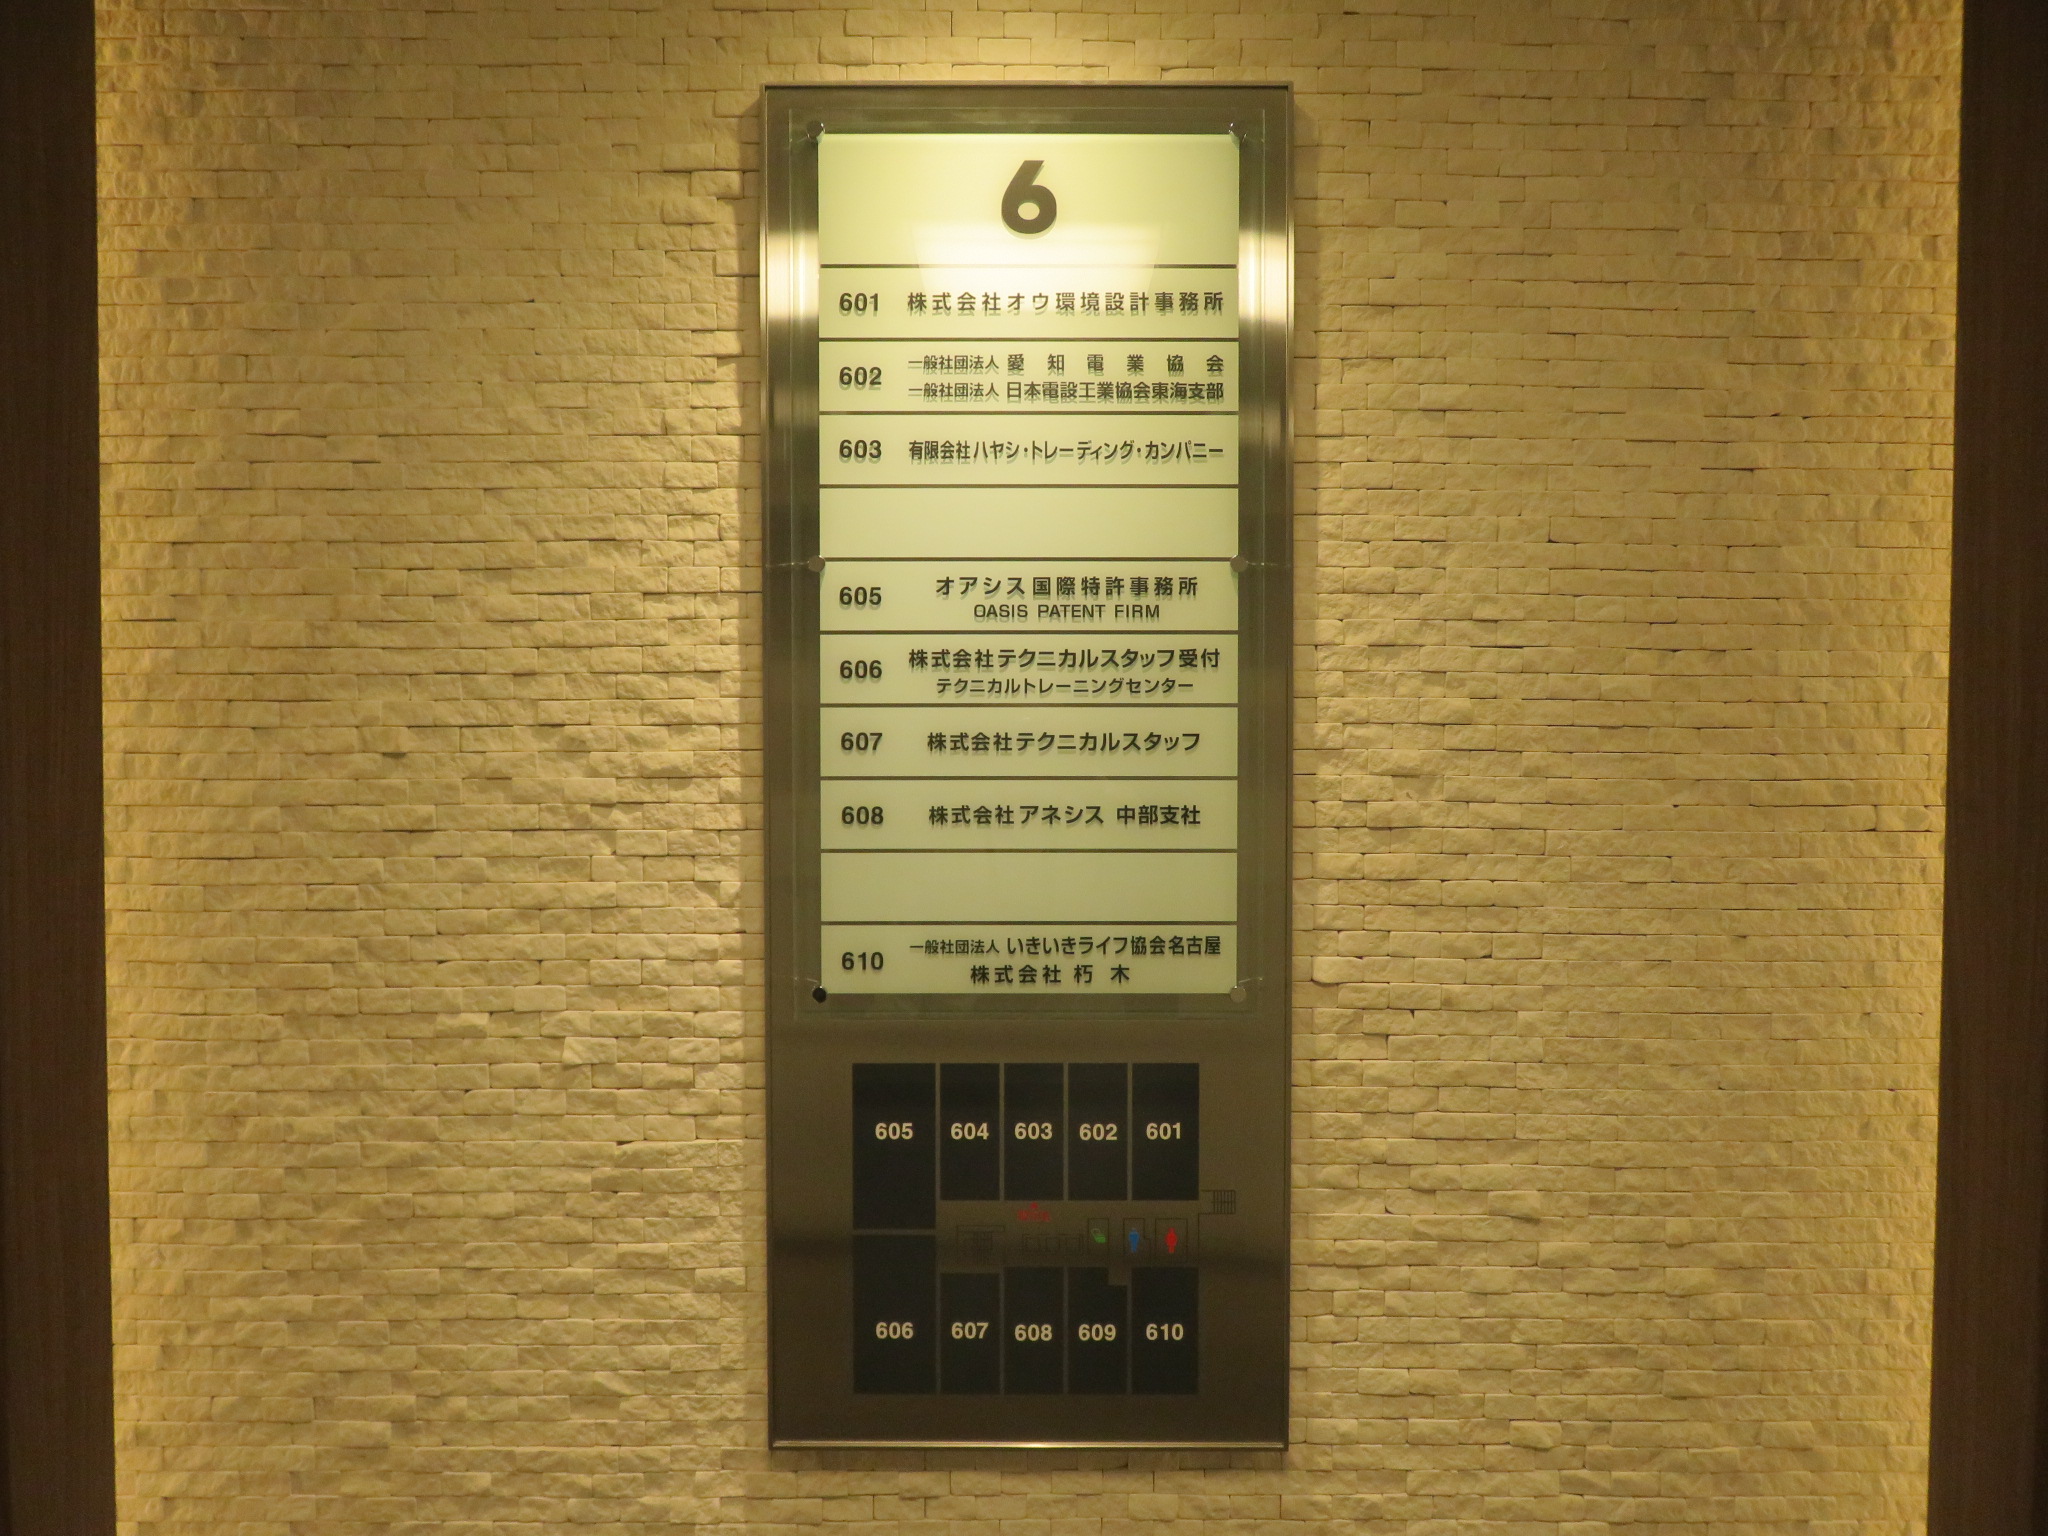 6
601 株式会社オウ環境設計事務所
602 一般社団法人 愛知電業協会
一般社団法人 日本電設工業協会東海支部
603 有限会社ハヤシ・トレーディング・カンパニー
605 オアシス国際特許事務所
OASIS PATENT FIRM
606 株式会社テクニカルスタッフ受付
テクニカルトレーニングセンター
607 株式会社テクニカルスタッフ
608 株式会社アネシス 中部支社
610 一般社団法人 いきいきライフ協会名古屋
株式会社 朽木
605 604 603 602 601
606 607 608 609 610